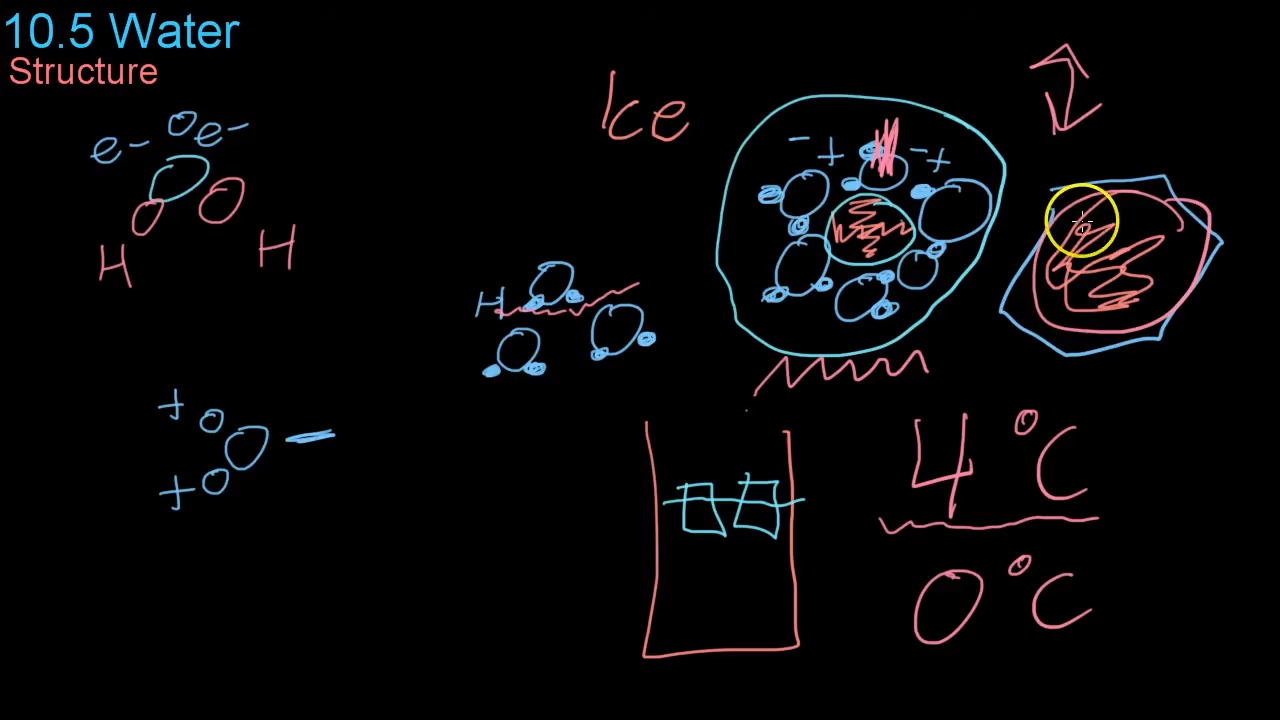 10.5 Water
Structure
Ice
e- e-
H H
- + - +
H
+ -
+
4°C
0°C